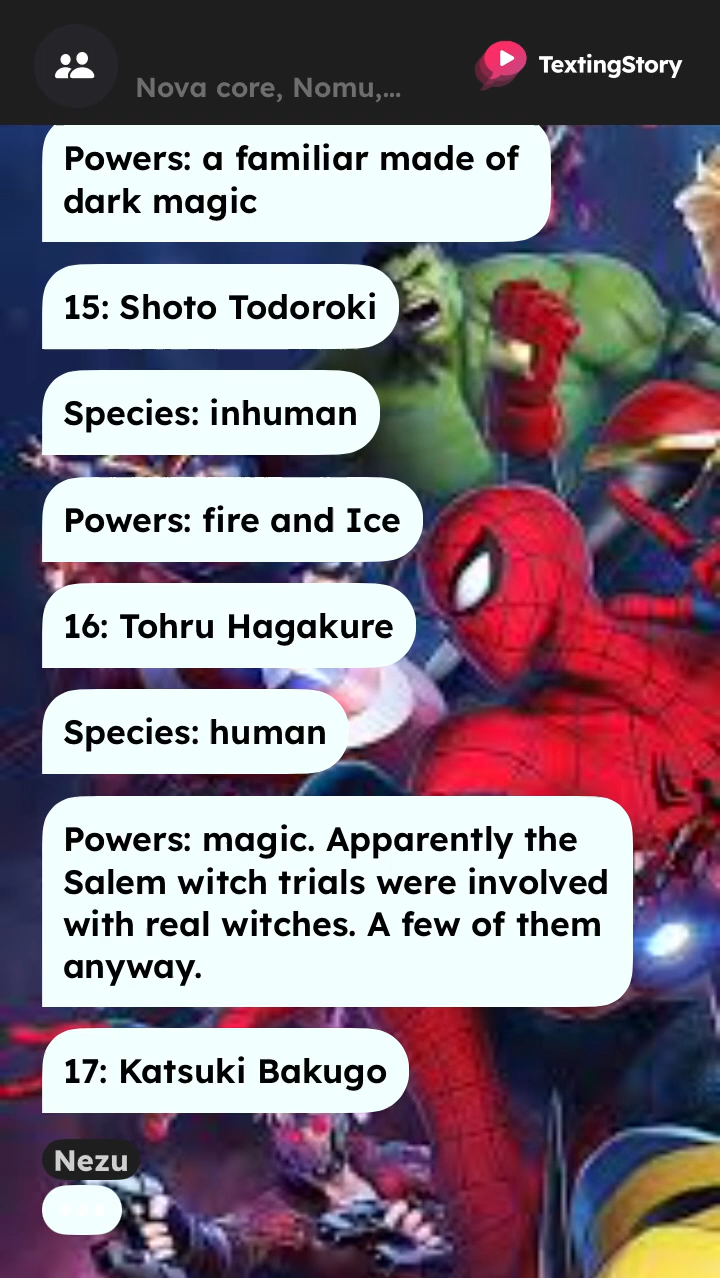 Nova core, Nomu,...
TextingStory
Powers: a familiar made of
dark magic
15: Shoto Todoroki
Species: inhuman
Powers: fire and Ice
16: Tohru Hagakure
Species: human
Powers: magic. Apparently the
Salem witch trials were involved
with real witches. A few of them
anyway.
17: Katsuki Bakugo
Nezu